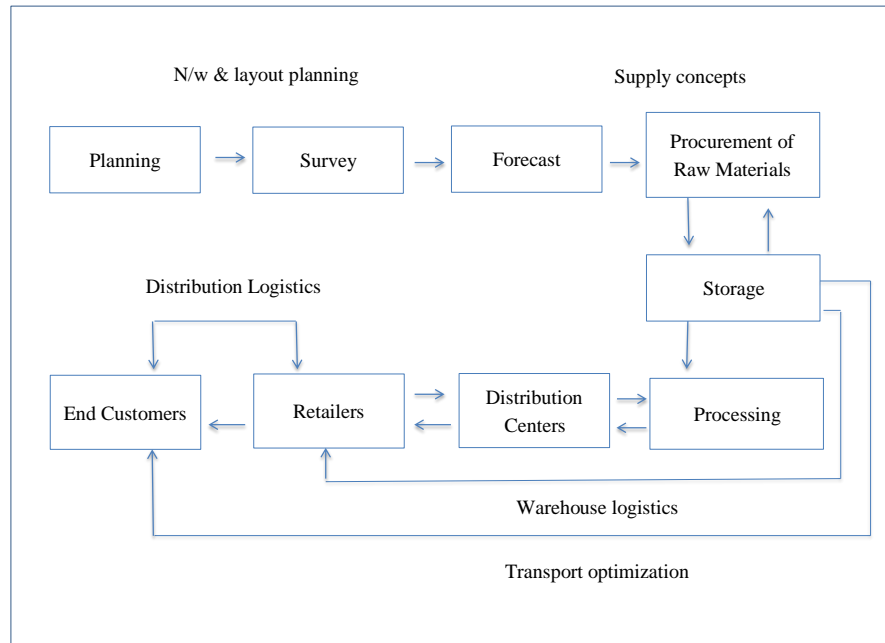 N/w & layout planning
Supply concepts
Planning
Survey
Forecast
Procurement of
Raw Materials
Storage
Distribution Logistics
End Customers
Retailers
Distribution
Centers
Processing
Warehouse logistics
Transport optimization